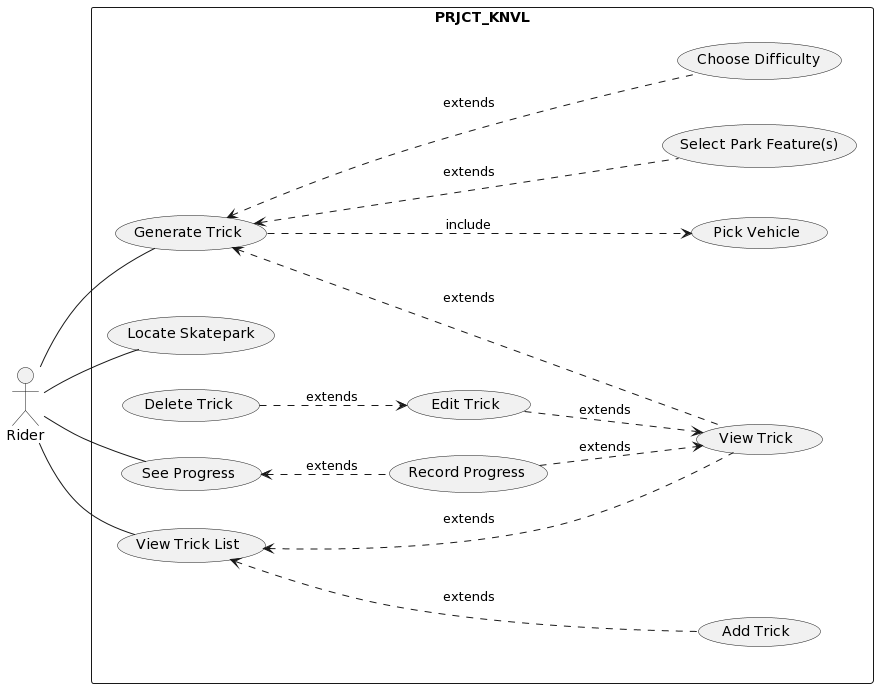 PRJCT_KNVL
Choose Difficulty
extends
Select Park Feature(s)
extends
Generate Trick
include
Pick Vehicle
extends
Locate Skatepark
Delete Trick
extends
Edit Trick
extends
View Trick
Rider
See Progress
extends
Record Progress
extends
View Trick List
extends
extends
Add Trick